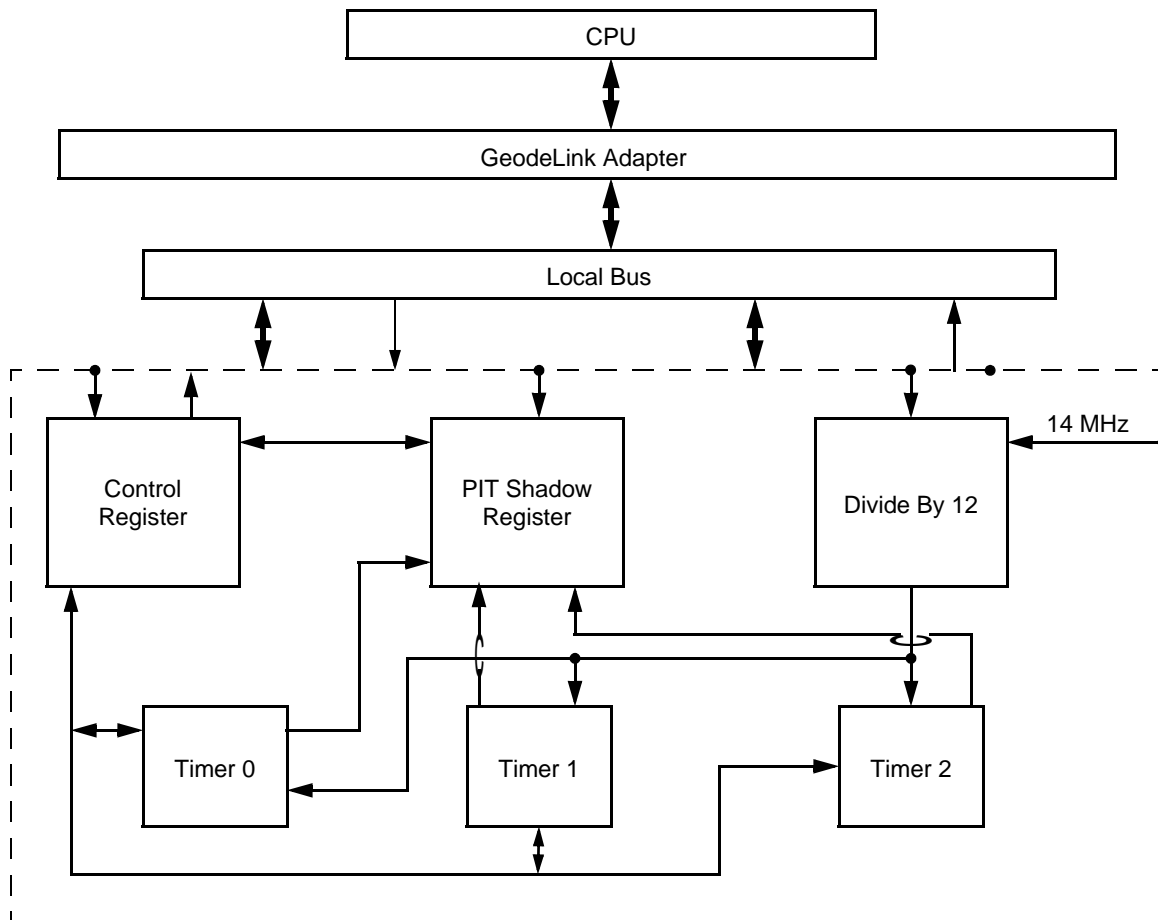 CPU
GeodeLink Adapter
Local Bus
14 MHz
Control
Register
PIT Shadow
Register
Divide By 12
Timer 0
Timer 1
Timer 2